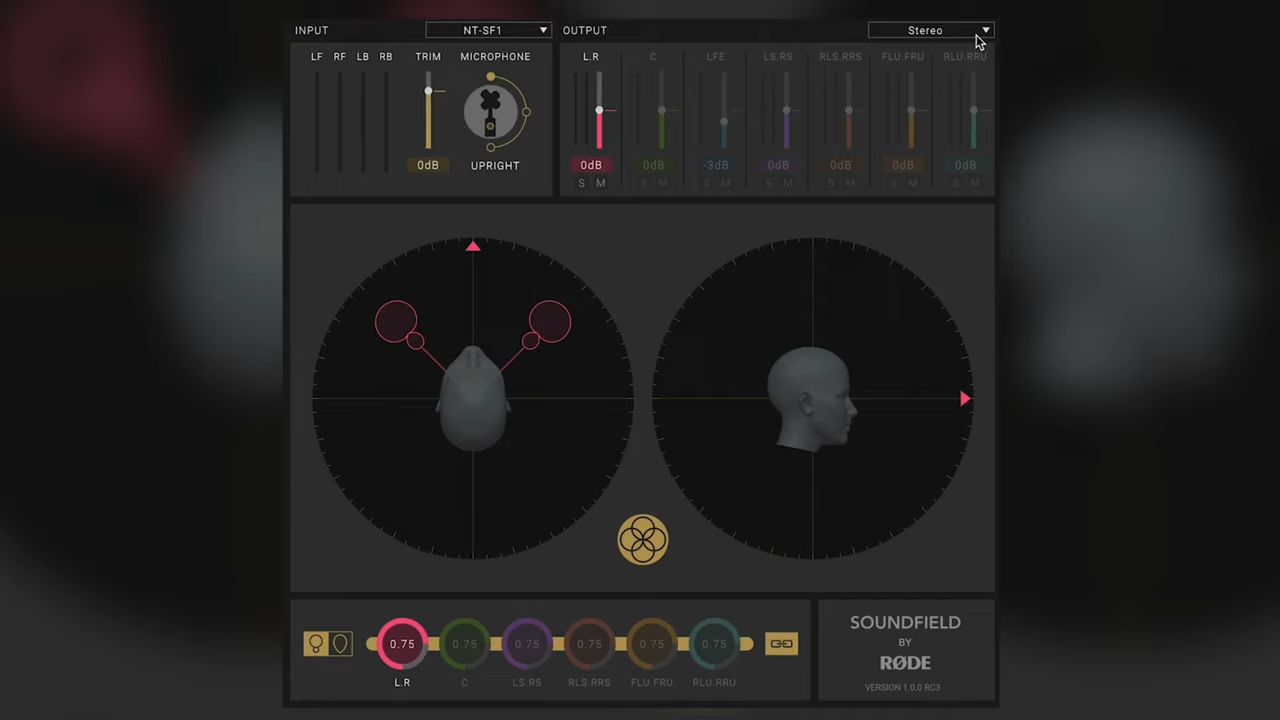 INPUT
NT-SF1
OUTPUT
Stereo
LF RF LB RB TRIM MICROPHONE
L.R C LFE LS.RS RLS.RRS FLU.FRU RLU.RRU
UPRIGHT
0dB
0dB 0dB -3dB 0dB 0dB 0dB 0dB
S M S M S M S M S M S M S M
0.75 0.75 0.75 0.75 0.75 0.75
L.R C LS.RS RLS.RRS FLU.FRU RLU.RRU
SOUNDFIELD
BY
RØDE
VERSION 1.0.0 RC3